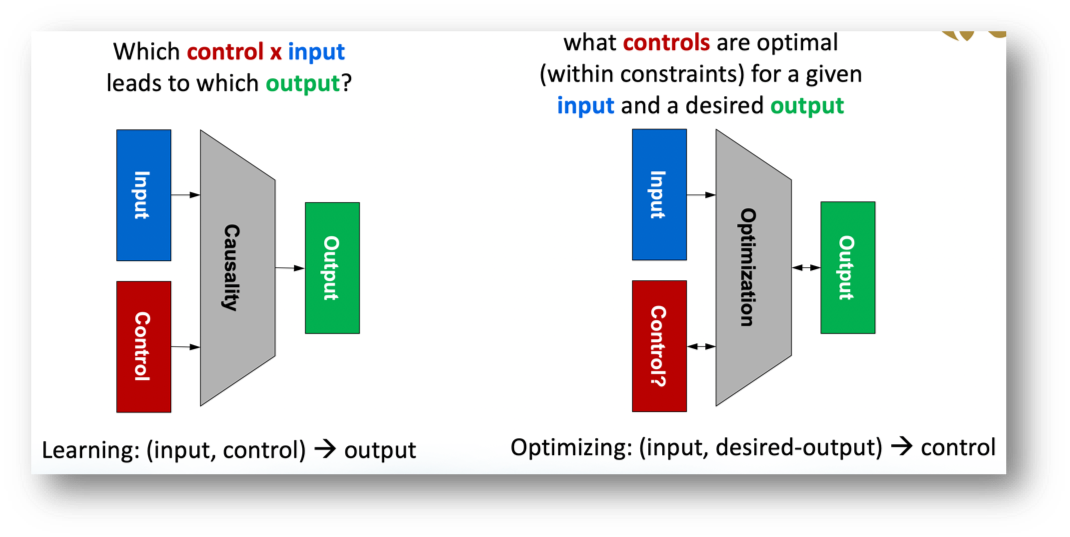 Which control x input
leads to which output?
Input
Control
Causality
Output
Learning: (input, control) → output
what controls are optimal
(within constraints) for a given
input and a desired output
Input
Control?
Optimization
Output
Optimizing: (input, desired-output) → control